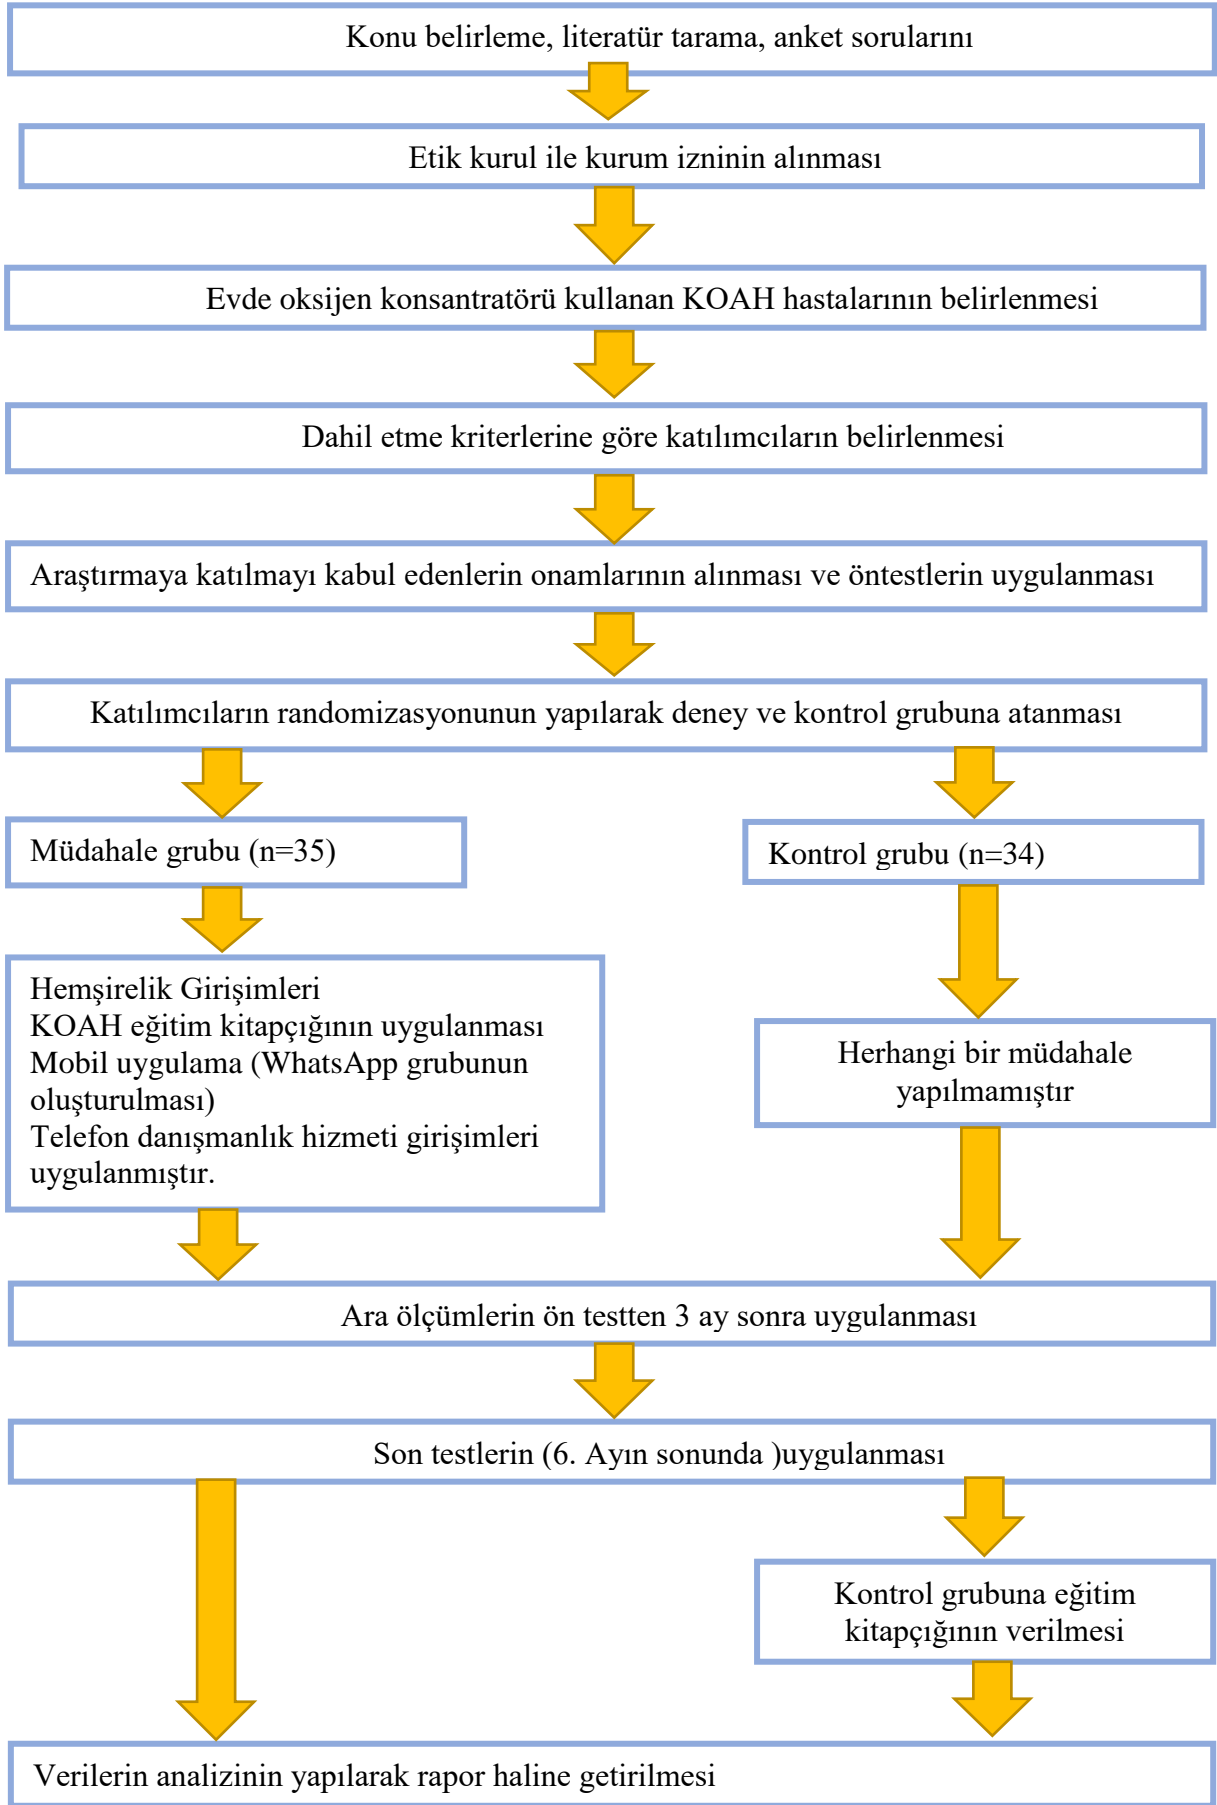 Konu belirleme, literatür tarama, anket sorularını
Etik kurul ile kurum izninin alınması
Evde oksijen konsantratörü kullanan KOAH hastalarının belirlenmesi
Dahil etme kriterlerine göre katılımcıların belirlenmesi
Araştırmaya katılmayı kabul edenlerin onamlarının alınması ve öntestlerin uygulanması
Katılımcıların randomizasyonunun yapılarak deney ve kontrol grubuna atanması
Müdahale grubu (n=35)
Kontrol grubu (n=34)
Hemşirelik Girişimleri
KOAH eğitim kitapçığının uygulanması
Mobil uygulama (WhatsApp grubunun
oluşturulması)
Telefon danışmanlık hizmeti girişimleri
uygulanmıştır.
Herhangi bir müdahale
yapılmamıştır
Ara ölçümlerin ön testten 3 ay sonra uygulanması
Son testlerin (6. Ayın sonunda )uygulanması
Kontrol grubuna eğitim
kitapçığının verilmesi
Verilerin analizinin yapılarak rapor haline getirilmesi